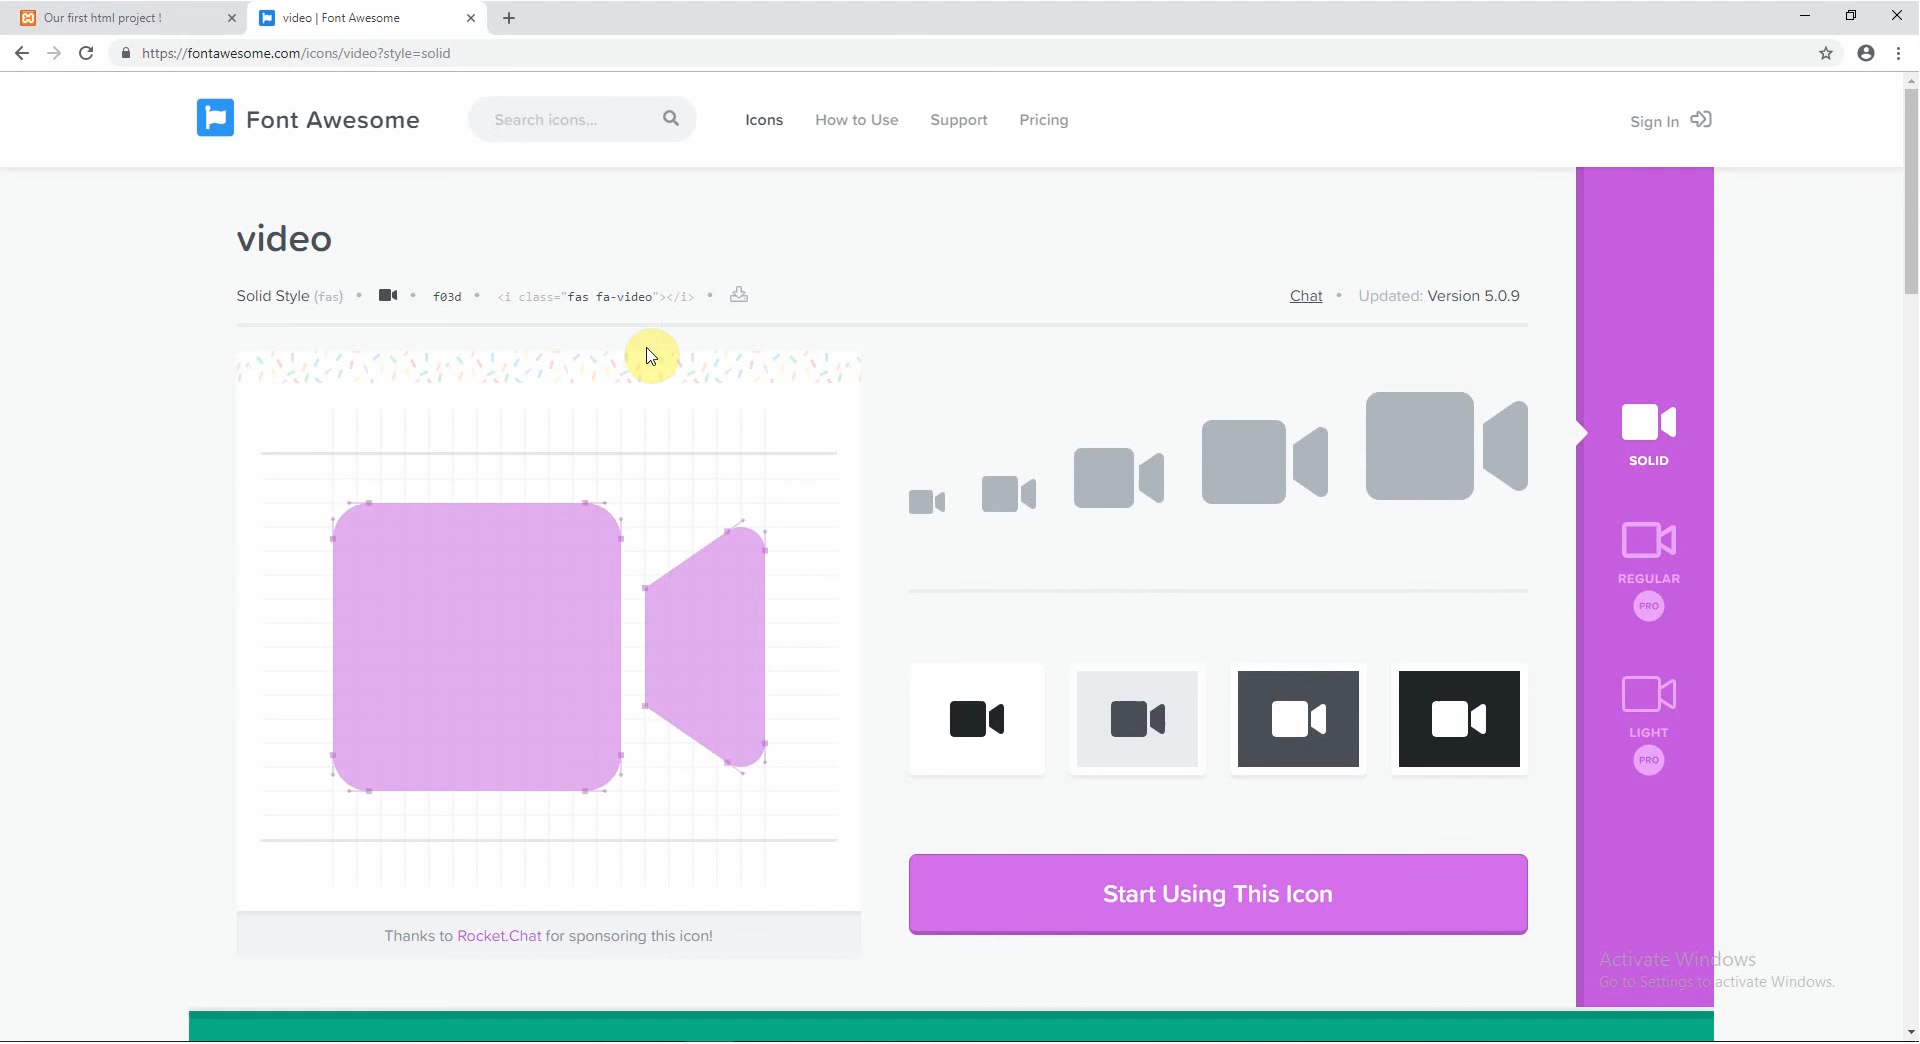 Our first html project !
video | Font Awesome
https://fontawesome.com/icons/video?style=solid
Font Awesome
Search icons...
Icons
How to Use
Support
Pricing
Sign In
video
Solid Style (fas) • • f03d • <i class="fas fa-video"></i> •
Chat • Updated: Version 5.0.9
SOLID
REGULAR
PRO
LIGHT
PRO
Start Using This Icon
Thanks to Rocket.Chat for sponsoring this icon!
Activate Windows
Go to Settings to activate Windows.